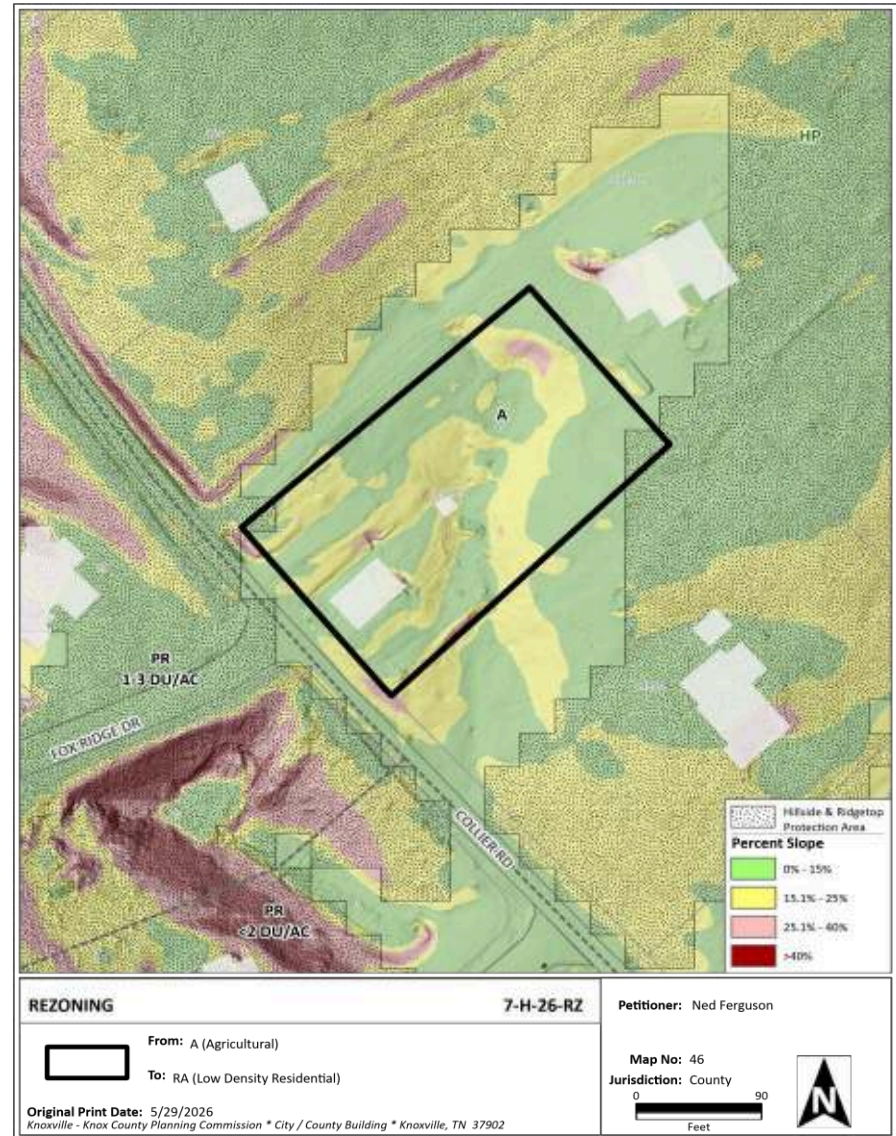 HP
A
PR
1-3 DU/AC
FOX RIDGE DR
COLLIER RD
PR
<2 DU/AC
Hillside & Ridgetop
Protection Area
Percent Slope
0% - 15%
15.1% - 25%
25.1% - 40%
>40%
REZONING
7-H-26-RZ
From: A (Agricultural)
To: RA (Low Density Residential)
Original Print Date: 5/29/2026
Knoxville - Knox County Planning Commission * City / County Building * Knoxville, TN 37902
Petitioner: Ned Ferguson
Map No: 46
Jurisdiction: County
0 90
Feet
N